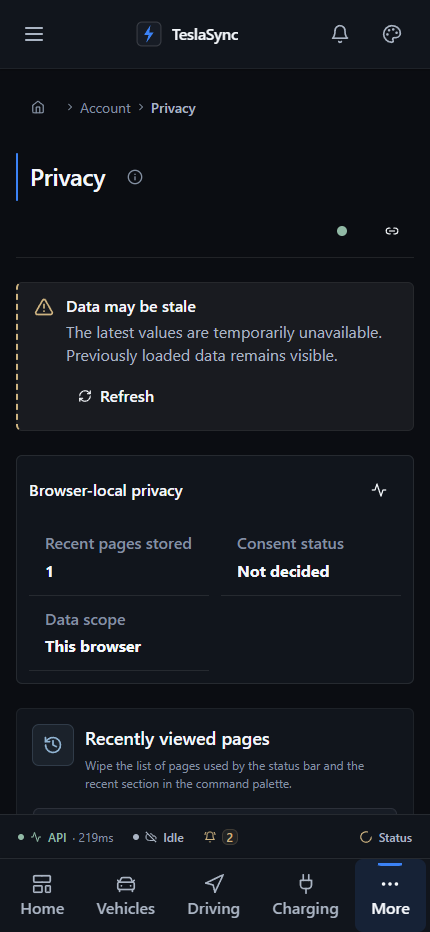 TeslaSync
Account
Privacy
Privacy
Data may be stale
The latest values are temporarily unavailable.
Previously loaded data remains visible.
Refresh
Browser-local privacy
Recent pages stored
1
Consent status
Not decided
Data scope
This browser
Recently viewed pages
Wipe the list of pages used by the status bar and the
recent section in the command palette.
API · 219ms
Idle
2
Status
Home
Vehicles
Driving
Charging
More